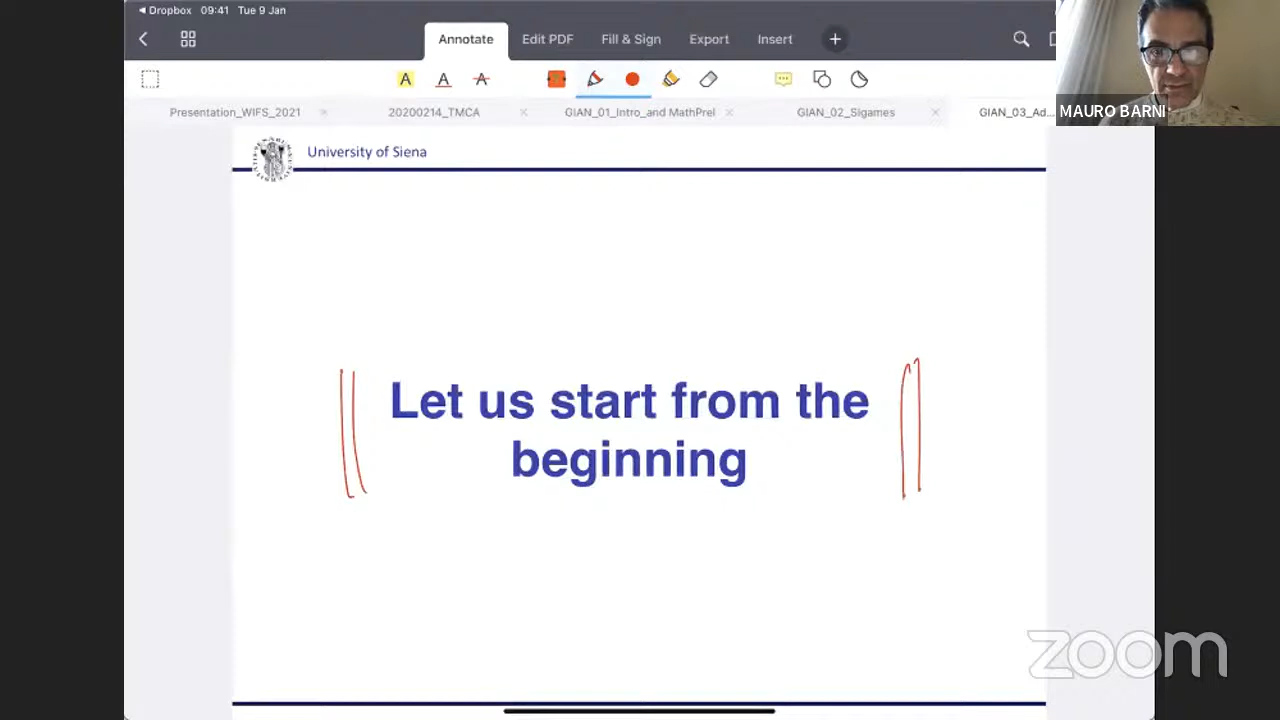 Dropbox 09:41 Tue 9 Jan
Annotate Edit PDF Fill & Sign Export Insert +
A A A
Presentation_WIFS_2021 × 20200214_TMCA × GIAN_01_Intro_and MathPrel × GIAN_02_SIgames × GIAN_03_Ad...
MAURO BARNI
University of Siena
Let us start from the
beginning
zoom